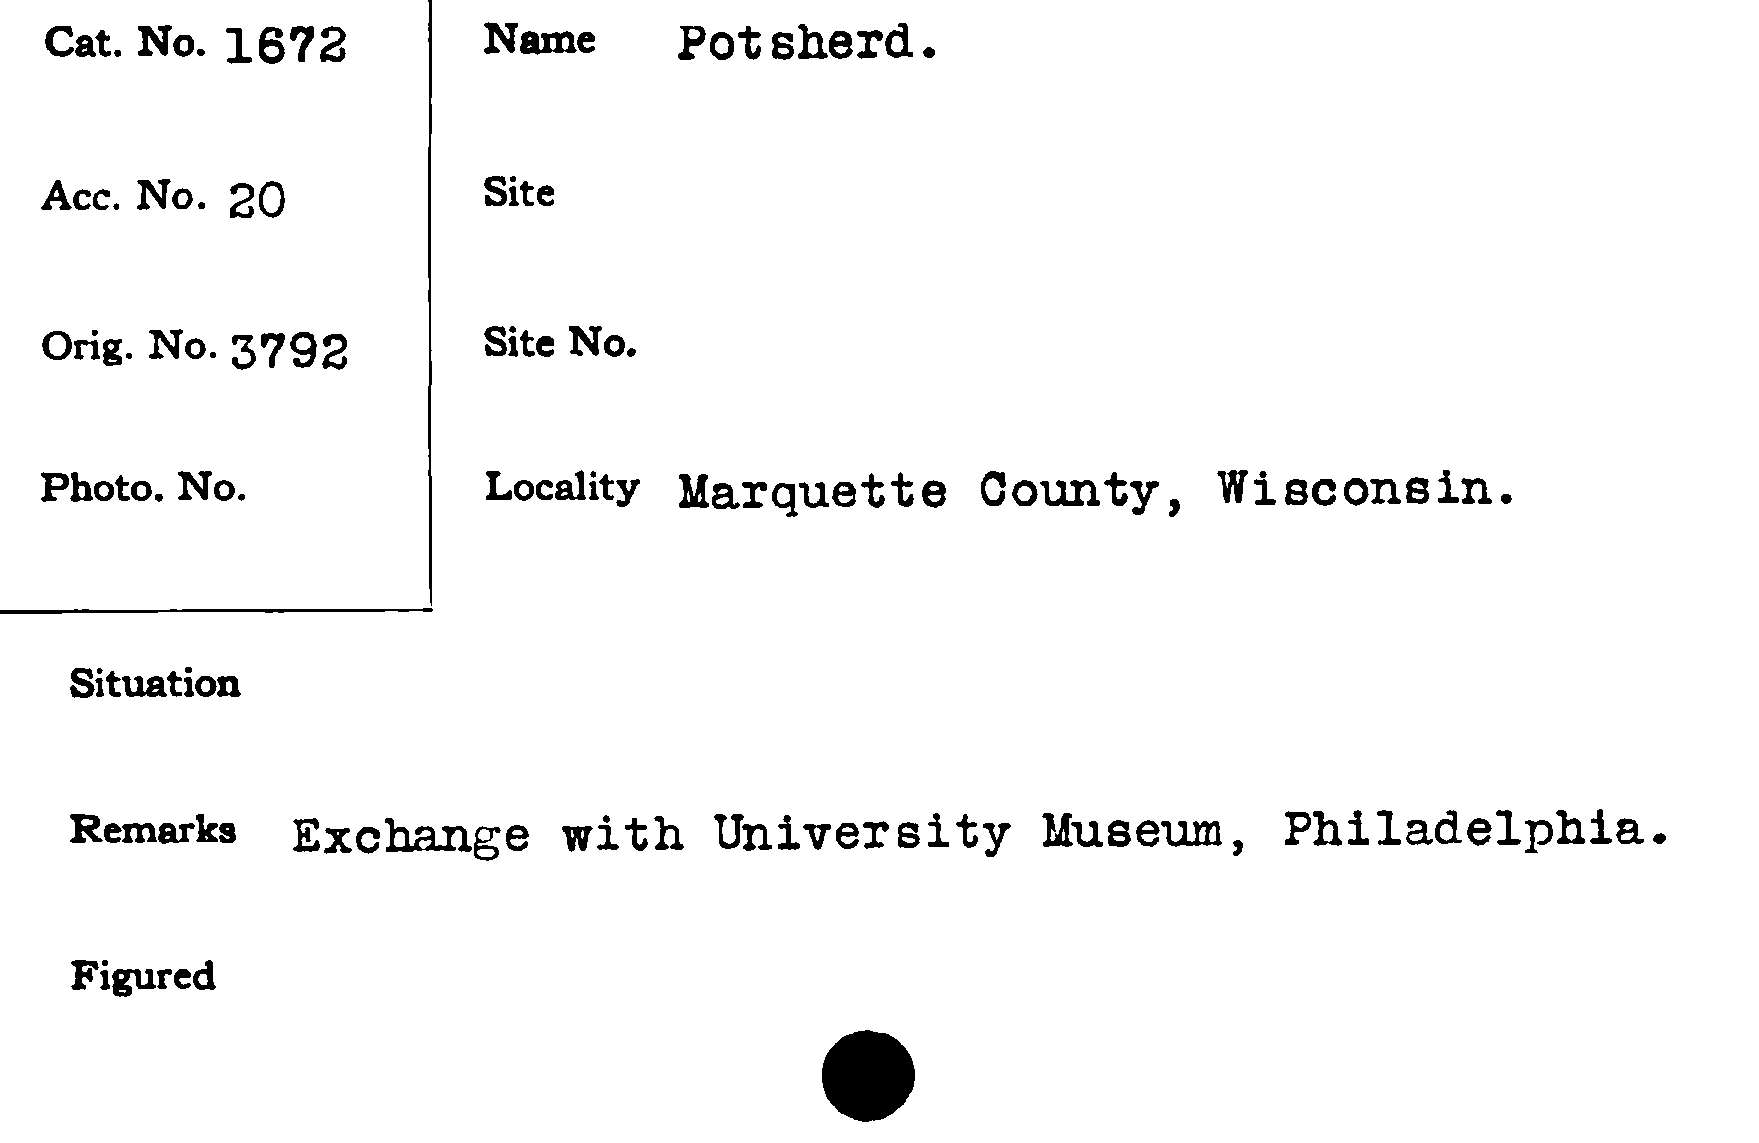 Cat. No. 1672
Acc. No. 20
Orig. No. 3792
Photo. No.
Name Potsherd.
Site
Site No.
Locality Marquette County, Wisconsin.
Situation
Remarks Exchange with University Museum, Philadelphia.
Figured